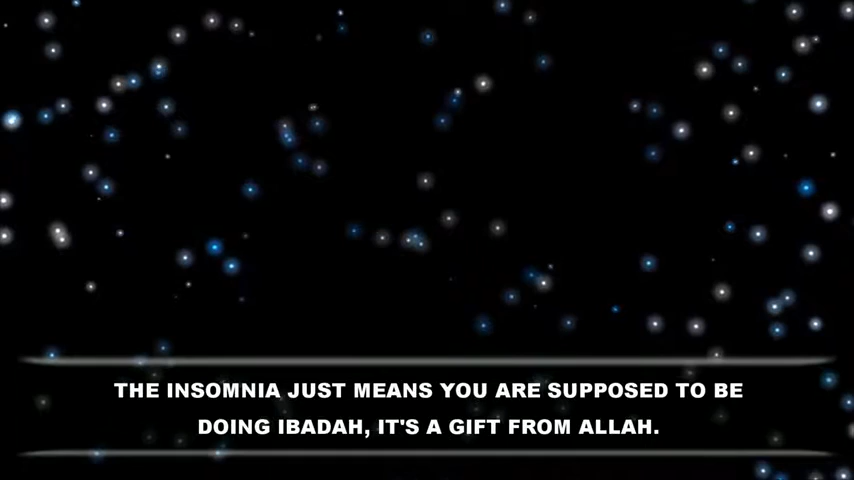 THE INSOMNIA JUST MEANS YOU ARE SUPPOSED TO BE
DOING IBADAH, IT'S A GIFT FROM ALLAH.